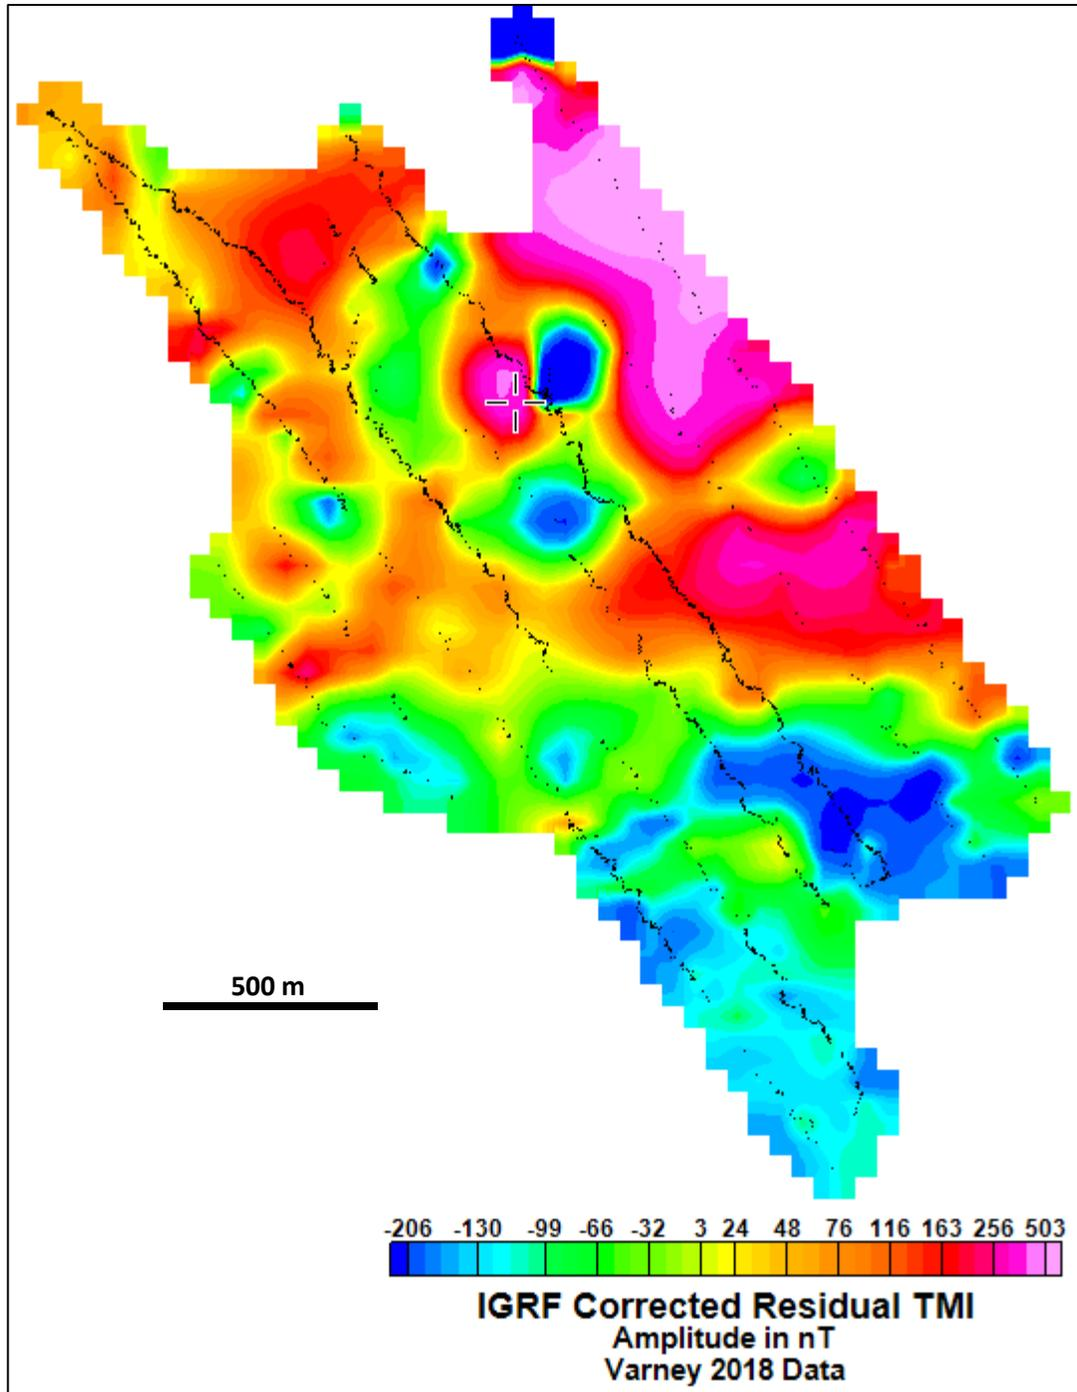 500 m
-206 -130 -99 -66 -32 3 24 48 76 116 163 256 503
IGRF Corrected Residual TMI
Amplitude in nT
Varney 2018 Data